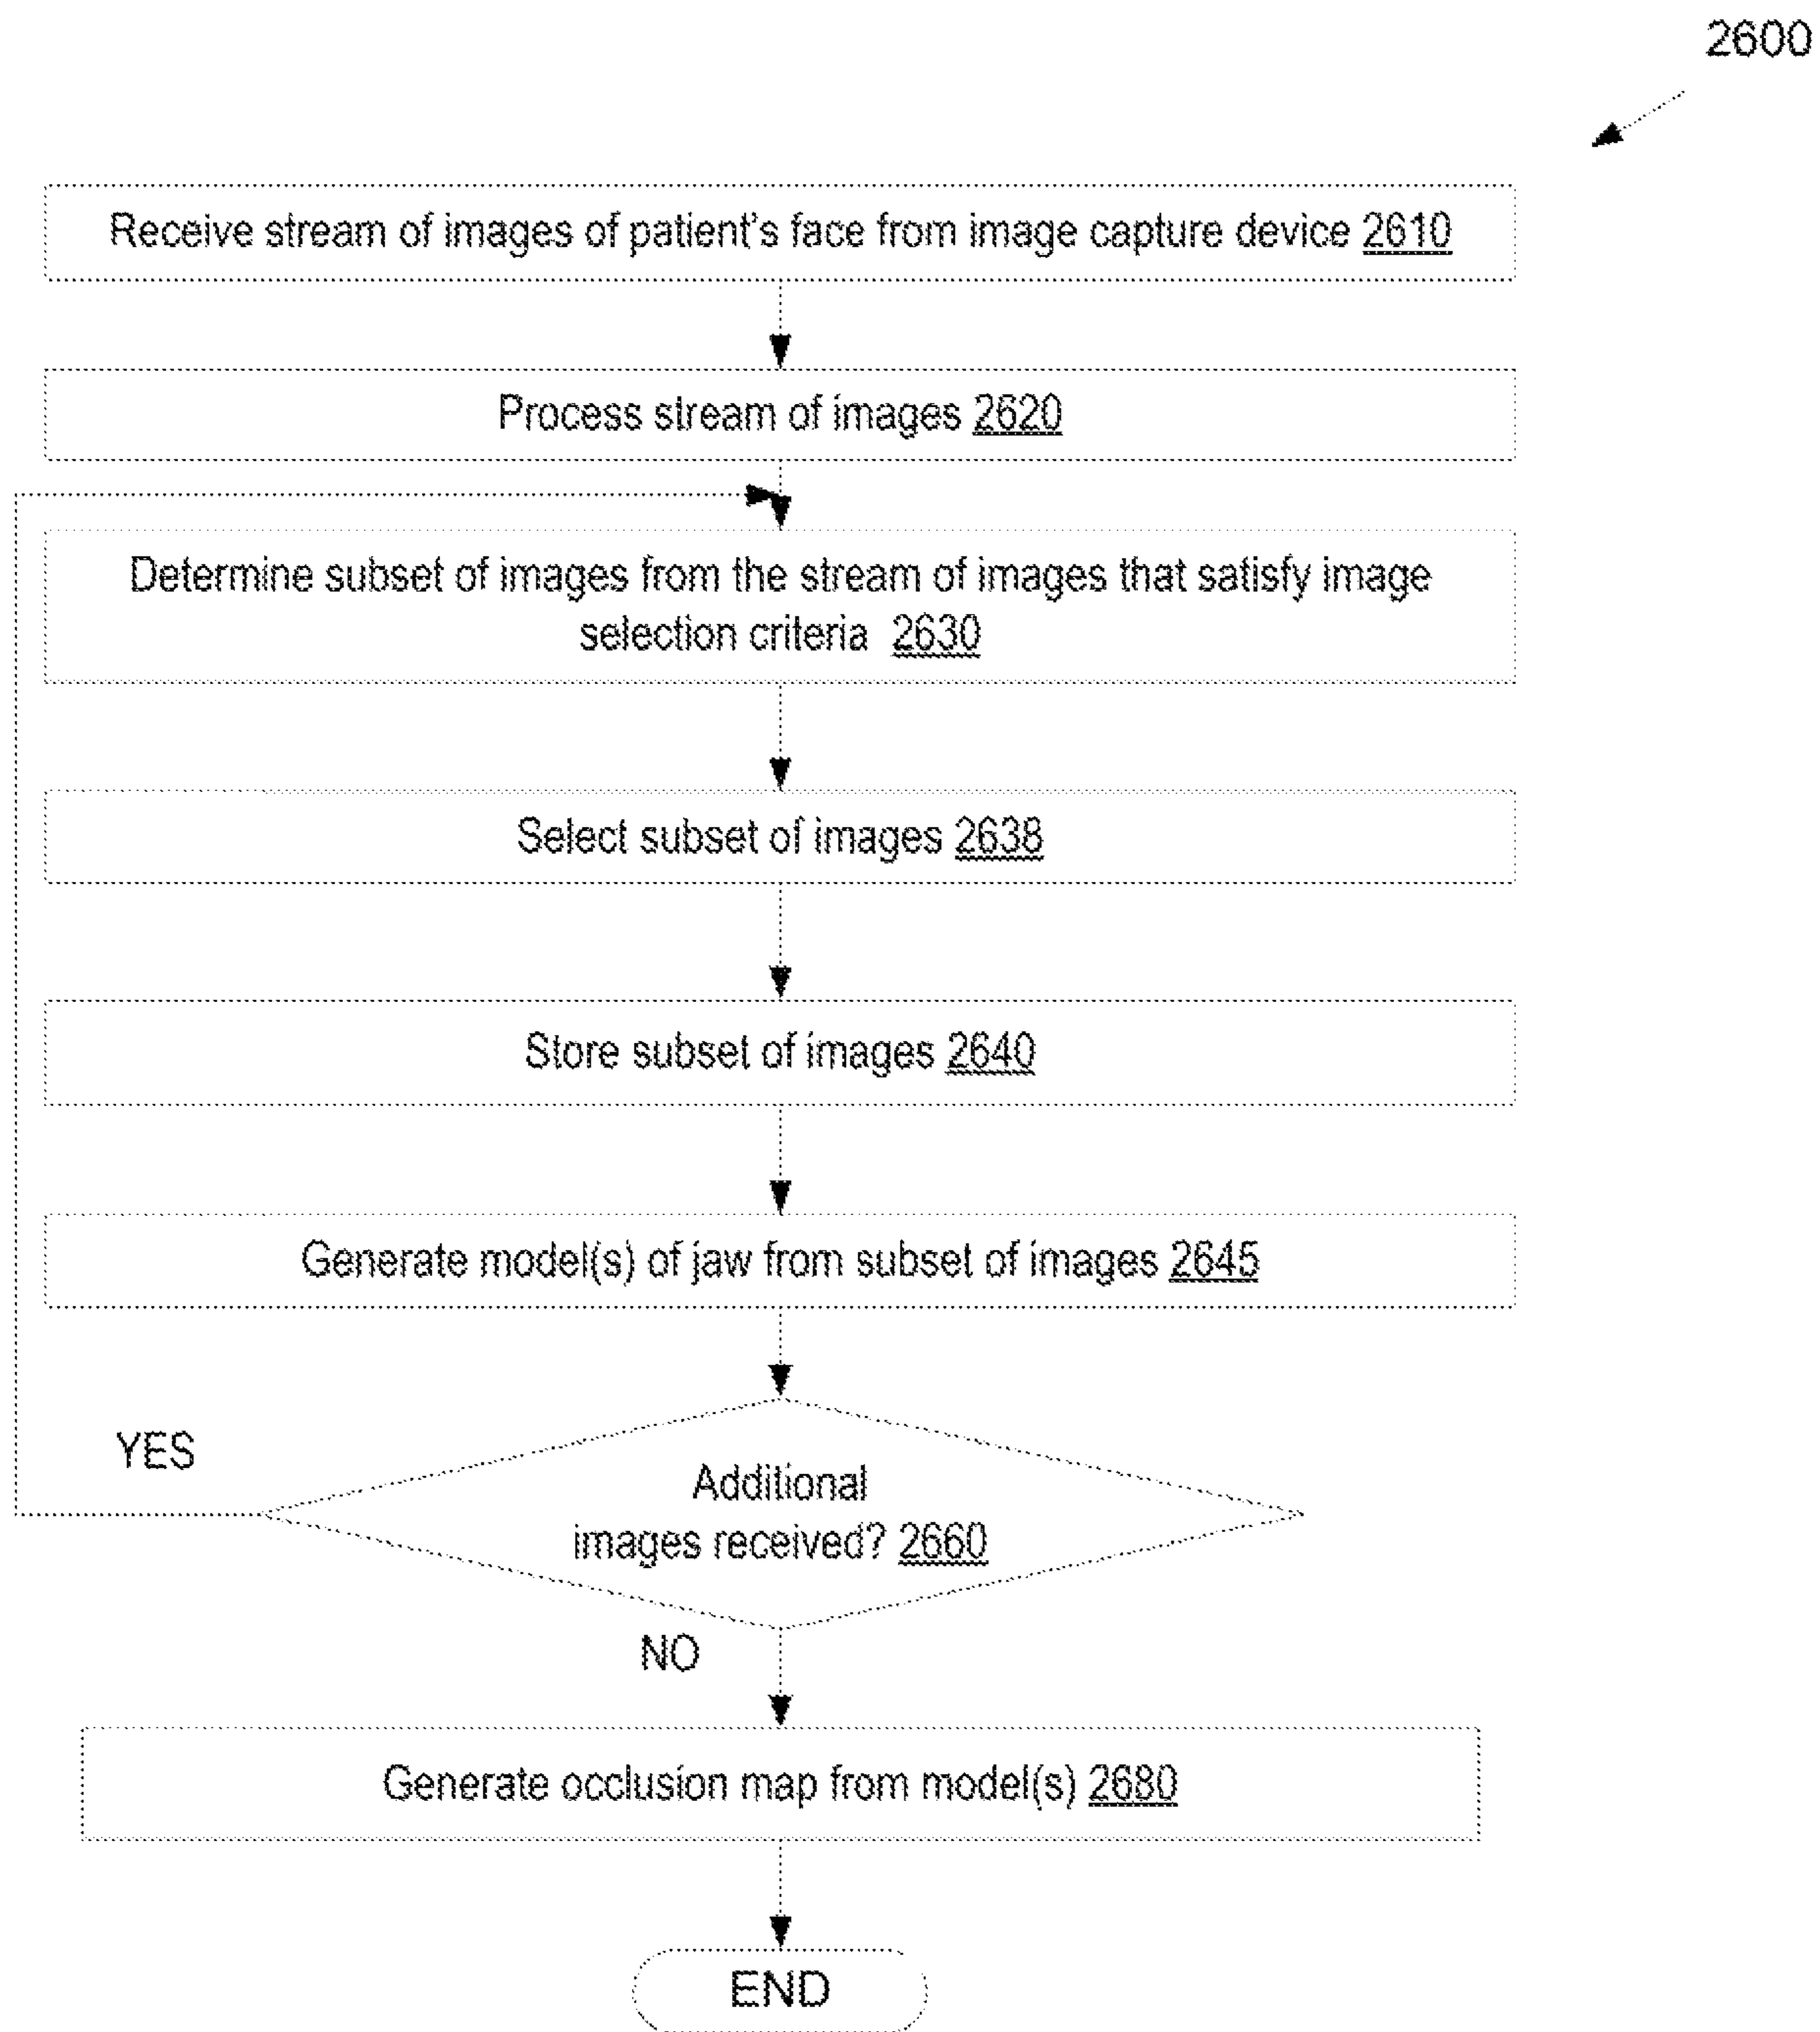 2600
Receive stream of images of patient's face from image capture device 2610
Process stream of images 2620
Determine subset of images from the stream of images that satisfy image
selection criteria 2630
Select subset of images 2638
Store subset of images 2640
Generate model(s) of jaw from subset of images 2645
YES
Additional
images received? 2660
NO
Generate occlusion map from model(s) 2680
END